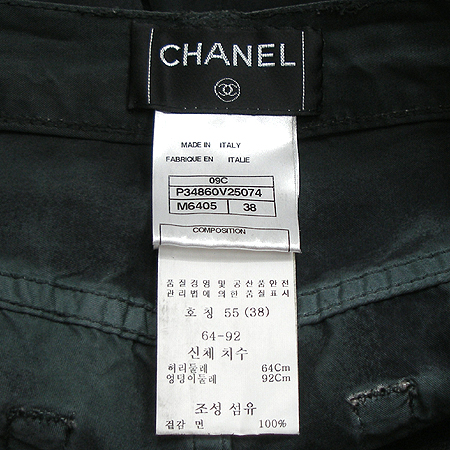 CHANEL
MADE IN ITALY
FABRIQUE EN ITALIE
09C
P34860V25074
M6405 38
COMPOSITION
품질경영및공산품안전
관리법에의한품질표시
호칭 55 (38)
64-92
신체 치수
허리둘레 64Cm
엉덩이둘레 92Cm
조성 섬유
겉감 면 100%